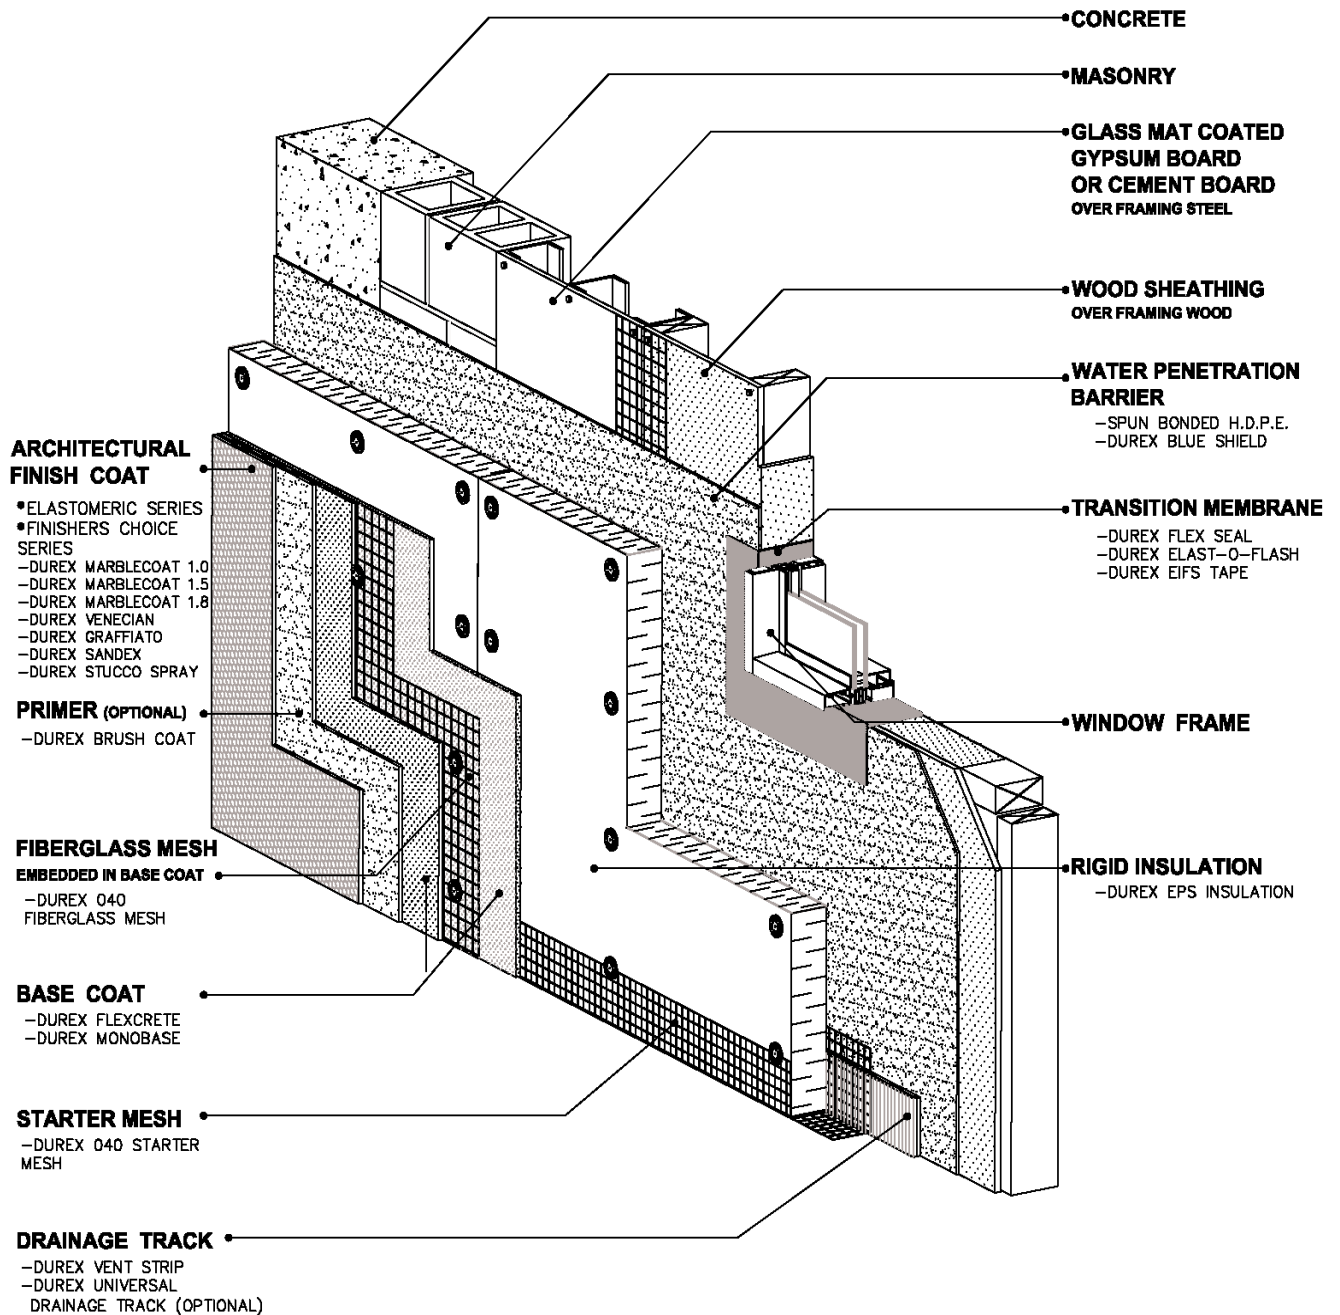 CONCRETE
MASONRY
GLASS MAT COATED
GYPSUM BOARD
OR CEMENT BOARD
OVER FRAMING STEEL
WOOD SHEATHING
OVER FRAMING WOOD
WATER PENETRATION
BARRIER
-SPUN BONDED H.D.P.E.
-DUREX BLUE SHIELD
TRANSITION MEMBRANE
-DUREX FLEX SEAL
-DUREX ELAST-O-FLASH
-DUREX EIFS TAPE
WINDOW FRAME
RIGID INSULATION
-DUREX EPS INSULATION
ARCHITECTURAL
FINISH COAT
•ELASTOMERIC SERIES
•FINISHERS CHOICE
SERIES
-DUREX MARBLECOAT 1.0
-DUREX MARBLECOAT 1.5
-DUREX MARBLECOAT 1.8
-DUREX VENECIAN
-DUREX GRAFFIATO
-DUREX SANDEX
-DUREX STUCCO SPRAY
PRIMER (OPTIONAL)
-DUREX BRUSH COAT
FIBERGLASS MESH
EMBEDDED IN BASE COAT
-DUREX 040
FIBERGLASS MESH
BASE COAT
-DUREX FLEXCRETE
-DUREX MONOBASE
STARTER MESH
-DUREX 040 STARTER
MESH
DRAINAGE TRACK
-DUREX VENT STRIP
-DUREX UNIVERSAL
DRAINAGE TRACK (OPTIONAL)